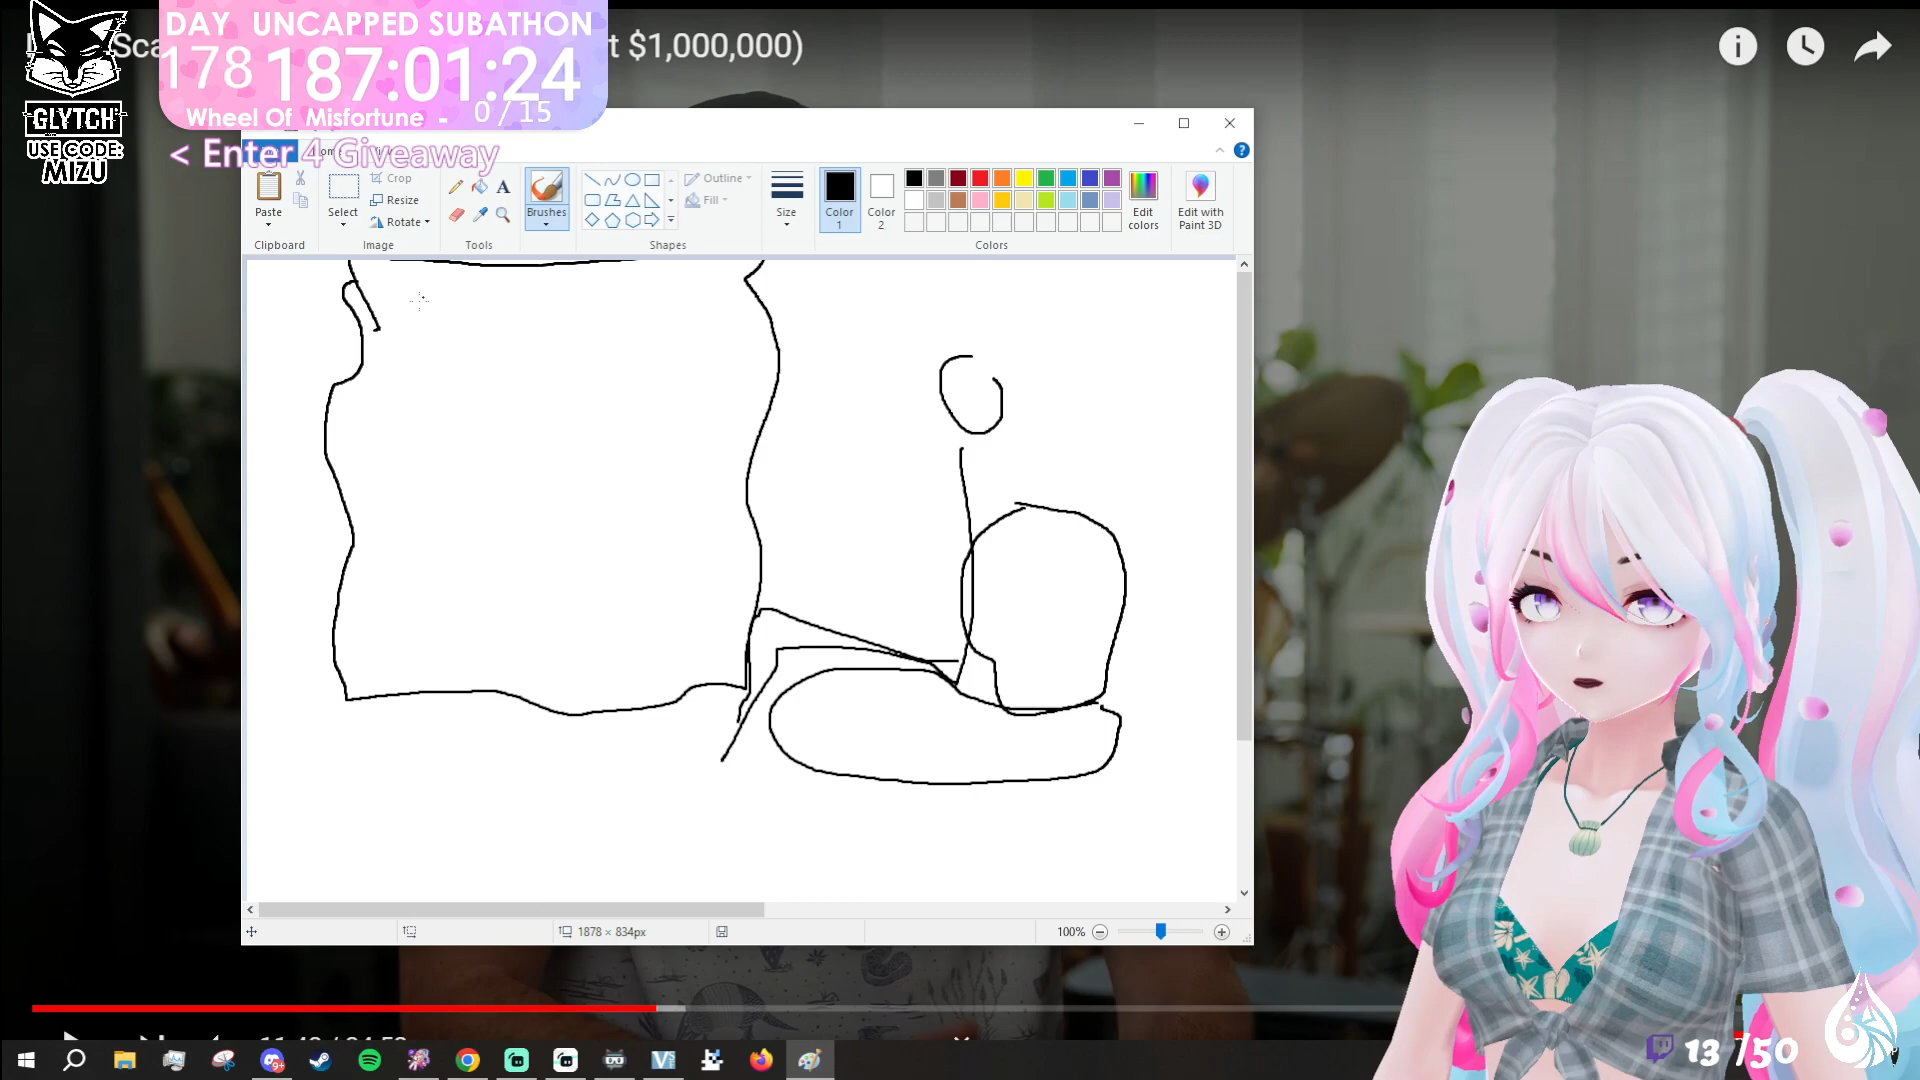 DAY UNCAPPED SUBATHON
178 187:01:24
Wheel Of Misfortune - 0 / 15
t $1,000,000)
GLYTCH
USE CODE:
MIZU
< Enter 4 Giveaway
Paste
Select
Crop
Resize
Rotate
A
Brushes
Outline
Fill
Size
Color 1
Color 2
Edit colors
Edit with Paint 3D
Clipboard
Image
Tools
Shapes
Colors
1878 × 834px
100%
9+
13 /50